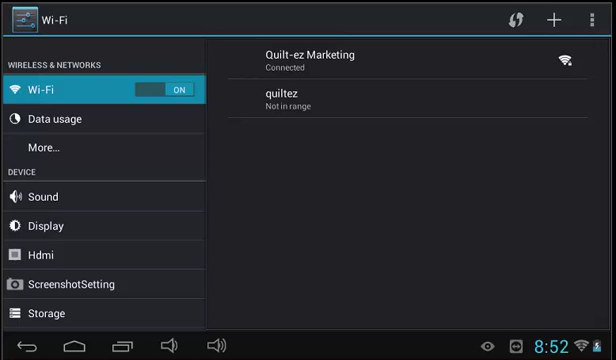 Wi-Fi
WIRELESS & NETWORKS
Wi-Fi
ON
Data usage
More...
DEVICE
Sound
Display
Hdmi
ScreenshotSetting
Storage
Quilt-ez Marketing
Connected
quiltez
Not in range
8:52